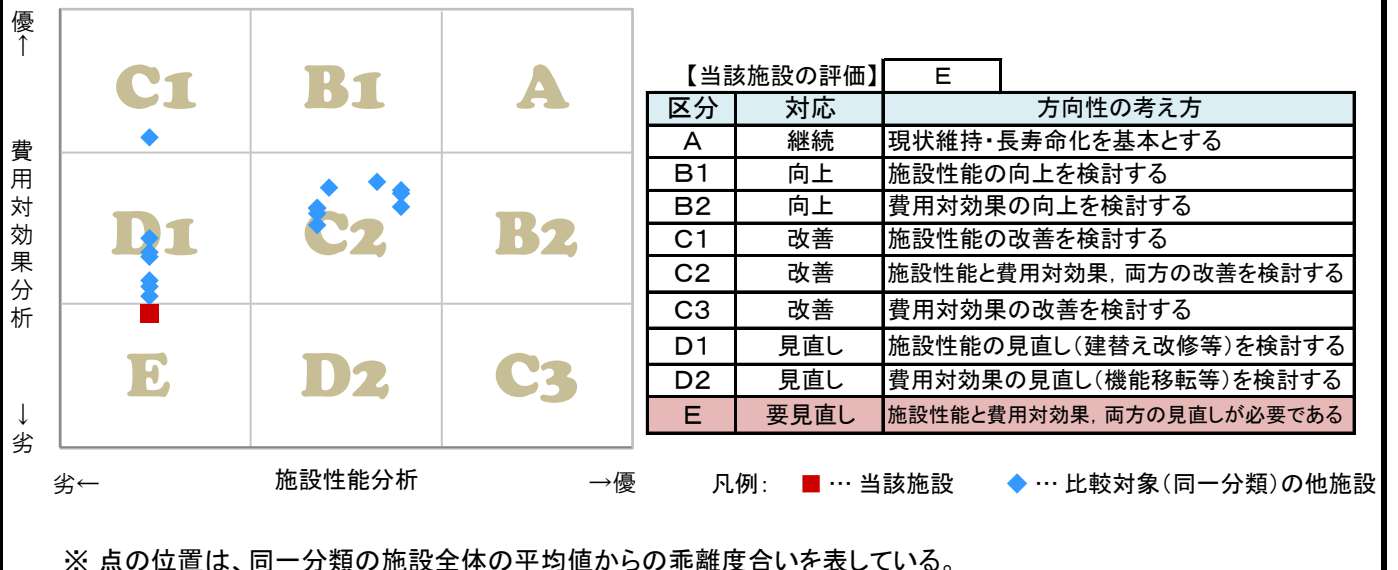 優
↑
費用対効果分析
↓
劣
C1
B1
A
D1
C2
B2
E
D2
C3
劣←
施設性能分析
→優
【当該施設の評価】 E
区分 対応 方向性の考え方
A 継続 現状維持・長寿命化を基本とする
B1 向上 施設性能の向上を検討する
B2 向上 費用対効果の向上を検討する
C1 改善 施設性能の改善を検討する
C2 改善 施設性能と費用対効果，両方の改善を検討する
C3 改善 費用対効果の改善を検討する
D1 見直し 施設性能の見直し（建替え改修等）を検討する
D2 見直し 費用対効果の見直し（機能移転等）を検討する
E 要見直し 施設性能と費用対効果，両方の見直しが必要である
凡例： ■ … 当該施設 ◆ … 比較対象（同一分類）の他施設
※ 点の位置は、同一分類の施設全体の平均値からの乖離度合いを表している。